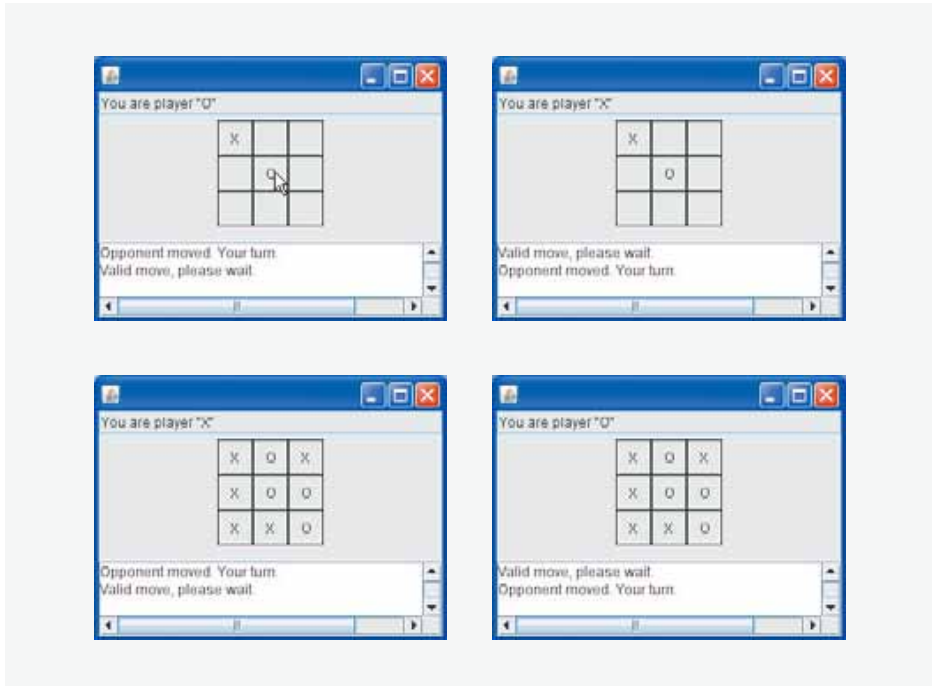 You are player "O"
X
O
Opponent moved. Your turn.
Valid move, please wait.
You are player "X"
X
O
Valid move, please wait.
Opponent moved. Your turn.
You are player "X"
X O X
X O O
X X O
Opponent moved. Your turn.
Valid move, please wait.
You are player "O"
X O X
X O O
X X O
Valid move, please wait.
Opponent moved. Your turn.